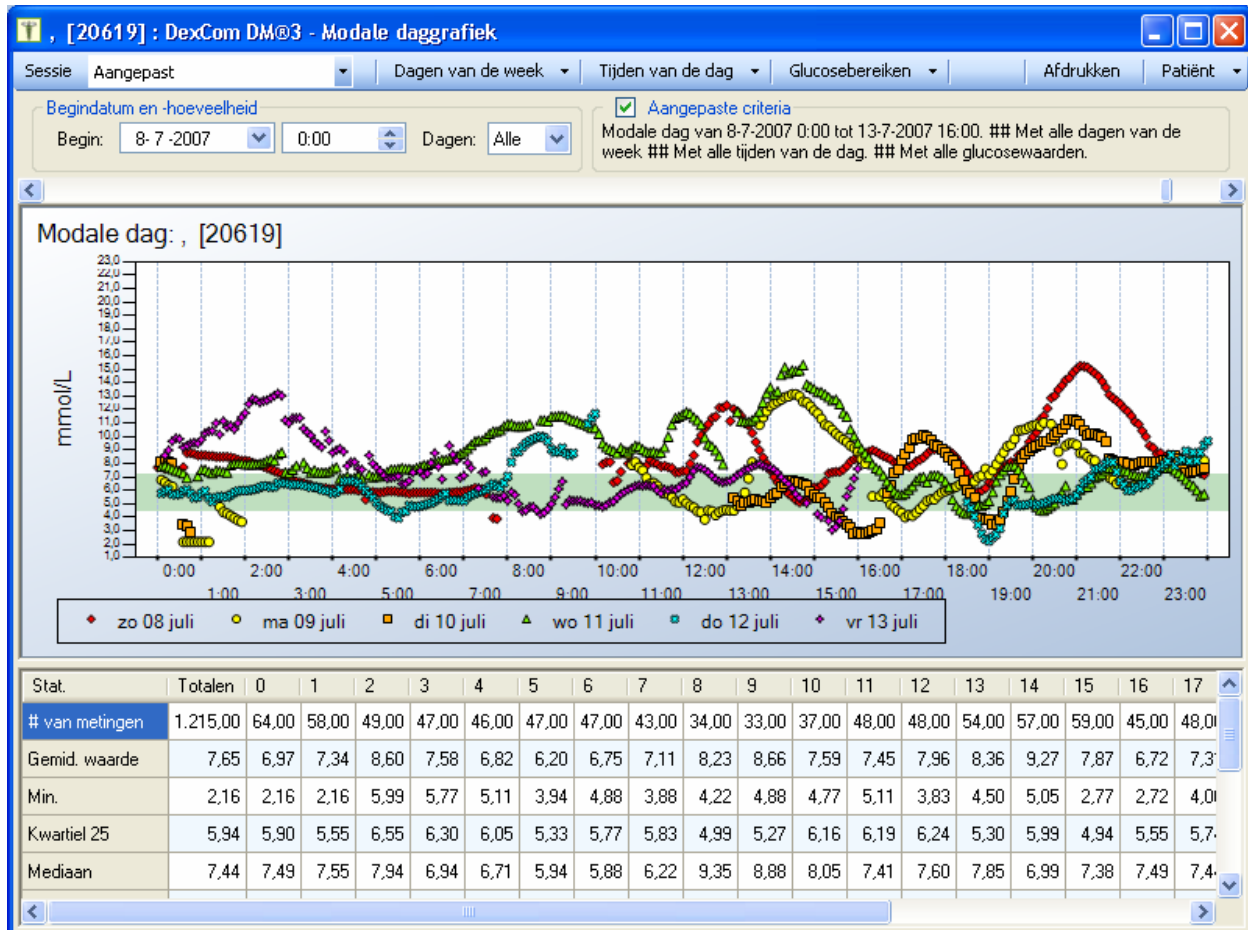 , [20619] : DexCom DM®3 - Modale daggrafiek
Sessie Aangepast Dagen van de week Tijden van de dag Glucosebereiken Afdrukken Patiënt
Begindatum en -hoeveelheid
Begin: 8- 7 -2007 0:00 Dagen: Alle
Aangepaste criteria
Modale dag van 8-7-2007 0:00 tot 13-7-2007 16:00. ## Met alle dagen van de
week ## Met alle tijden van de dag. ## Met alle glucosewaarden.
Modale dag: , [20619]
mmol/L
23,0
22,0
21,0
20,0
19,0
18,0
17,0
16,0
15,0
14,0
13,0
12,0
11,0
10,0
9,0
8,0
7,0
6,0
5,0
4,0
3,0
2,0
1,0
0:00 2:00 4:00 6:00 8:00 10:00 12:00 14:00 16:00 18:00 20:00 22:00
1:00 3:00 5:00 7:00 9:00 11:00 13:00 15:00 17:00 19:00 21:00 23:00
zo 08 juli ma 09 juli di 10 juli wo 11 juli do 12 juli vr 13 juli
Stat. Totalen 0 1 2 3 4 5 6 7 8 9 10 11 12 13 14 15 16 17
# van metingen 1.215,00 64,00 58,00 49,00 47,00 46,00 47,00 47,00 43,00 34,00 33,00 37,00 48,00 48,00 54,00 57,00 59,00 45,00
Gemid. waarde 7,65 6,97 7,34 8,60 7,58 6,82 6,20 6,75 7,11 8,23 8,66 7,59 7,45 7,96 8,36 9,27 7,87 6,72
Min. 2,16 2,16 2,16 5,99 5,77 5,11 3,94 4,88 3,88 4,22 4,88 4,77 5,11 3,83 4,50 5,05 2,77 2,72
Kwartiel 25 5,94 5,90 5,55 6,55 6,30 6,05 5,33 5,77 5,83 4,99 5,27 6,16 6,19 6,24 5,30 5,99 4,94 5,55
Mediaan 7,44 7,49 7,55 7,94 6,94 6,71 5,94 5,88 6,22 9,35 8,88 8,05 7,41 7,60 7,85 6,99 7,38 7,49